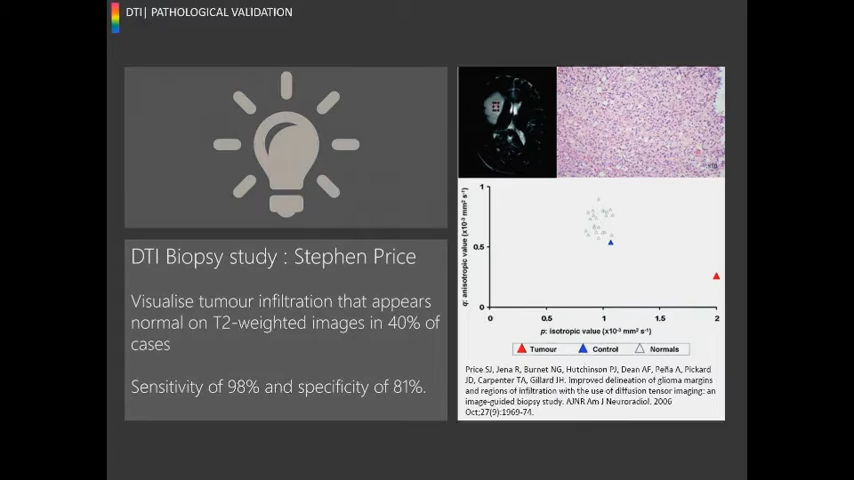 DTI| PATHOLOGICAL VALIDATION
DTI Biopsy study : Stephen Price
Visualise tumour infiltration that appears
normal on T2-weighted images in 40% of
cases
Sensitivity of 98% and specificity of 81%.
q: anisotropic value (x10-3 mm2 s-1)
1
0.5
0
0
0.5
1
1.5
2
p: isotropic value (x10-3 mm2 s-1)
Tumour
Control
Normals
Price SJ, Jena R, Burnet NG, Hutchinson PJ, Dean AF, Peña A, Pickard
JD, Carpenter TA, Gillard JH. Improved delineation of glioma margins
and regions of infiltration with the use of diffusion tensor imaging: an
image-guided biopsy study. AJNR Am J Neuroradiol. 2006
Oct;27(9):1969-74.